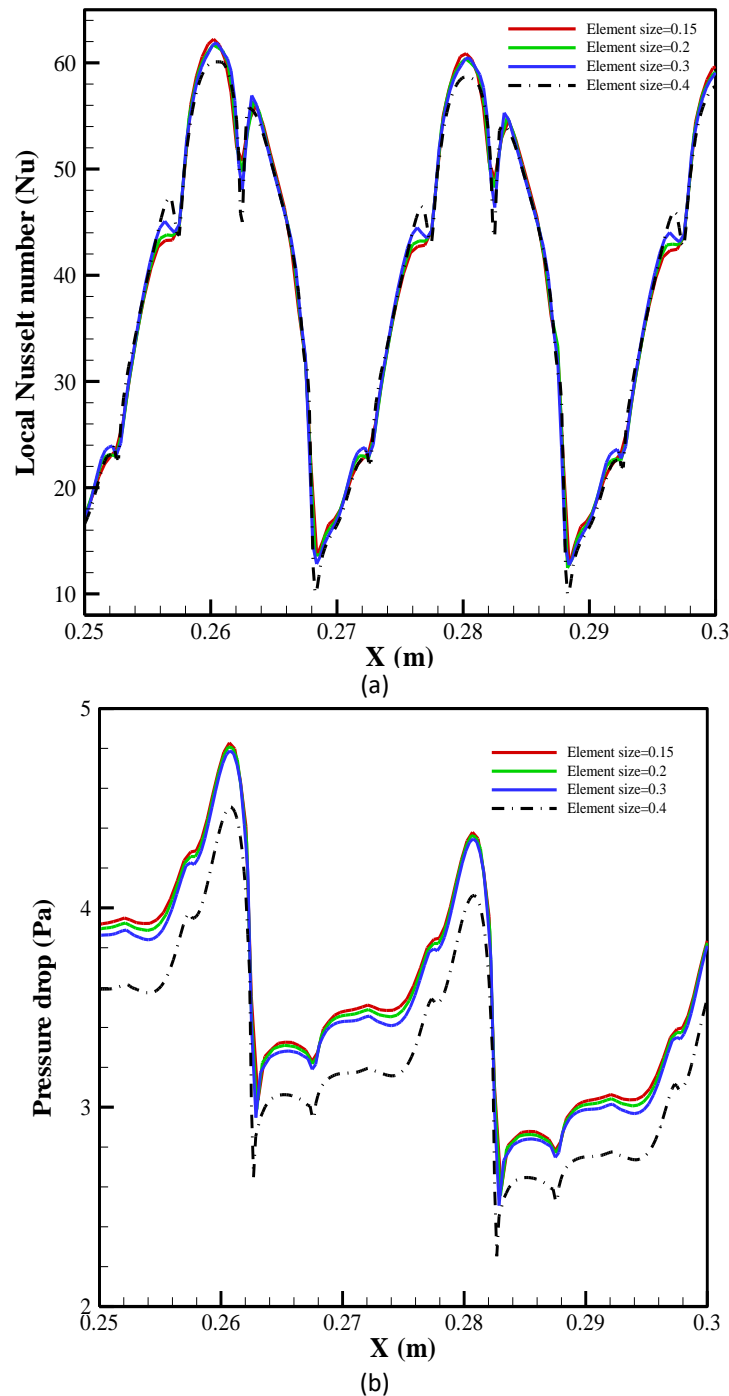 Local Nusselt number (Nu)
60
50
40
30
20
10
Element size=0.15
Element size=0.2
Element size=0.3
Element size=0.4
0.25
0.26
0.27
0.28
0.29
0.3
X (m)
(a)
Pressure drop (Pa)
5
4
3
2
Element size=0.15
Element size=0.2
Element size=0.3
Element size=0.4
0.25
0.26
0.27
0.28
0.29
0.3
X (m)
(b)